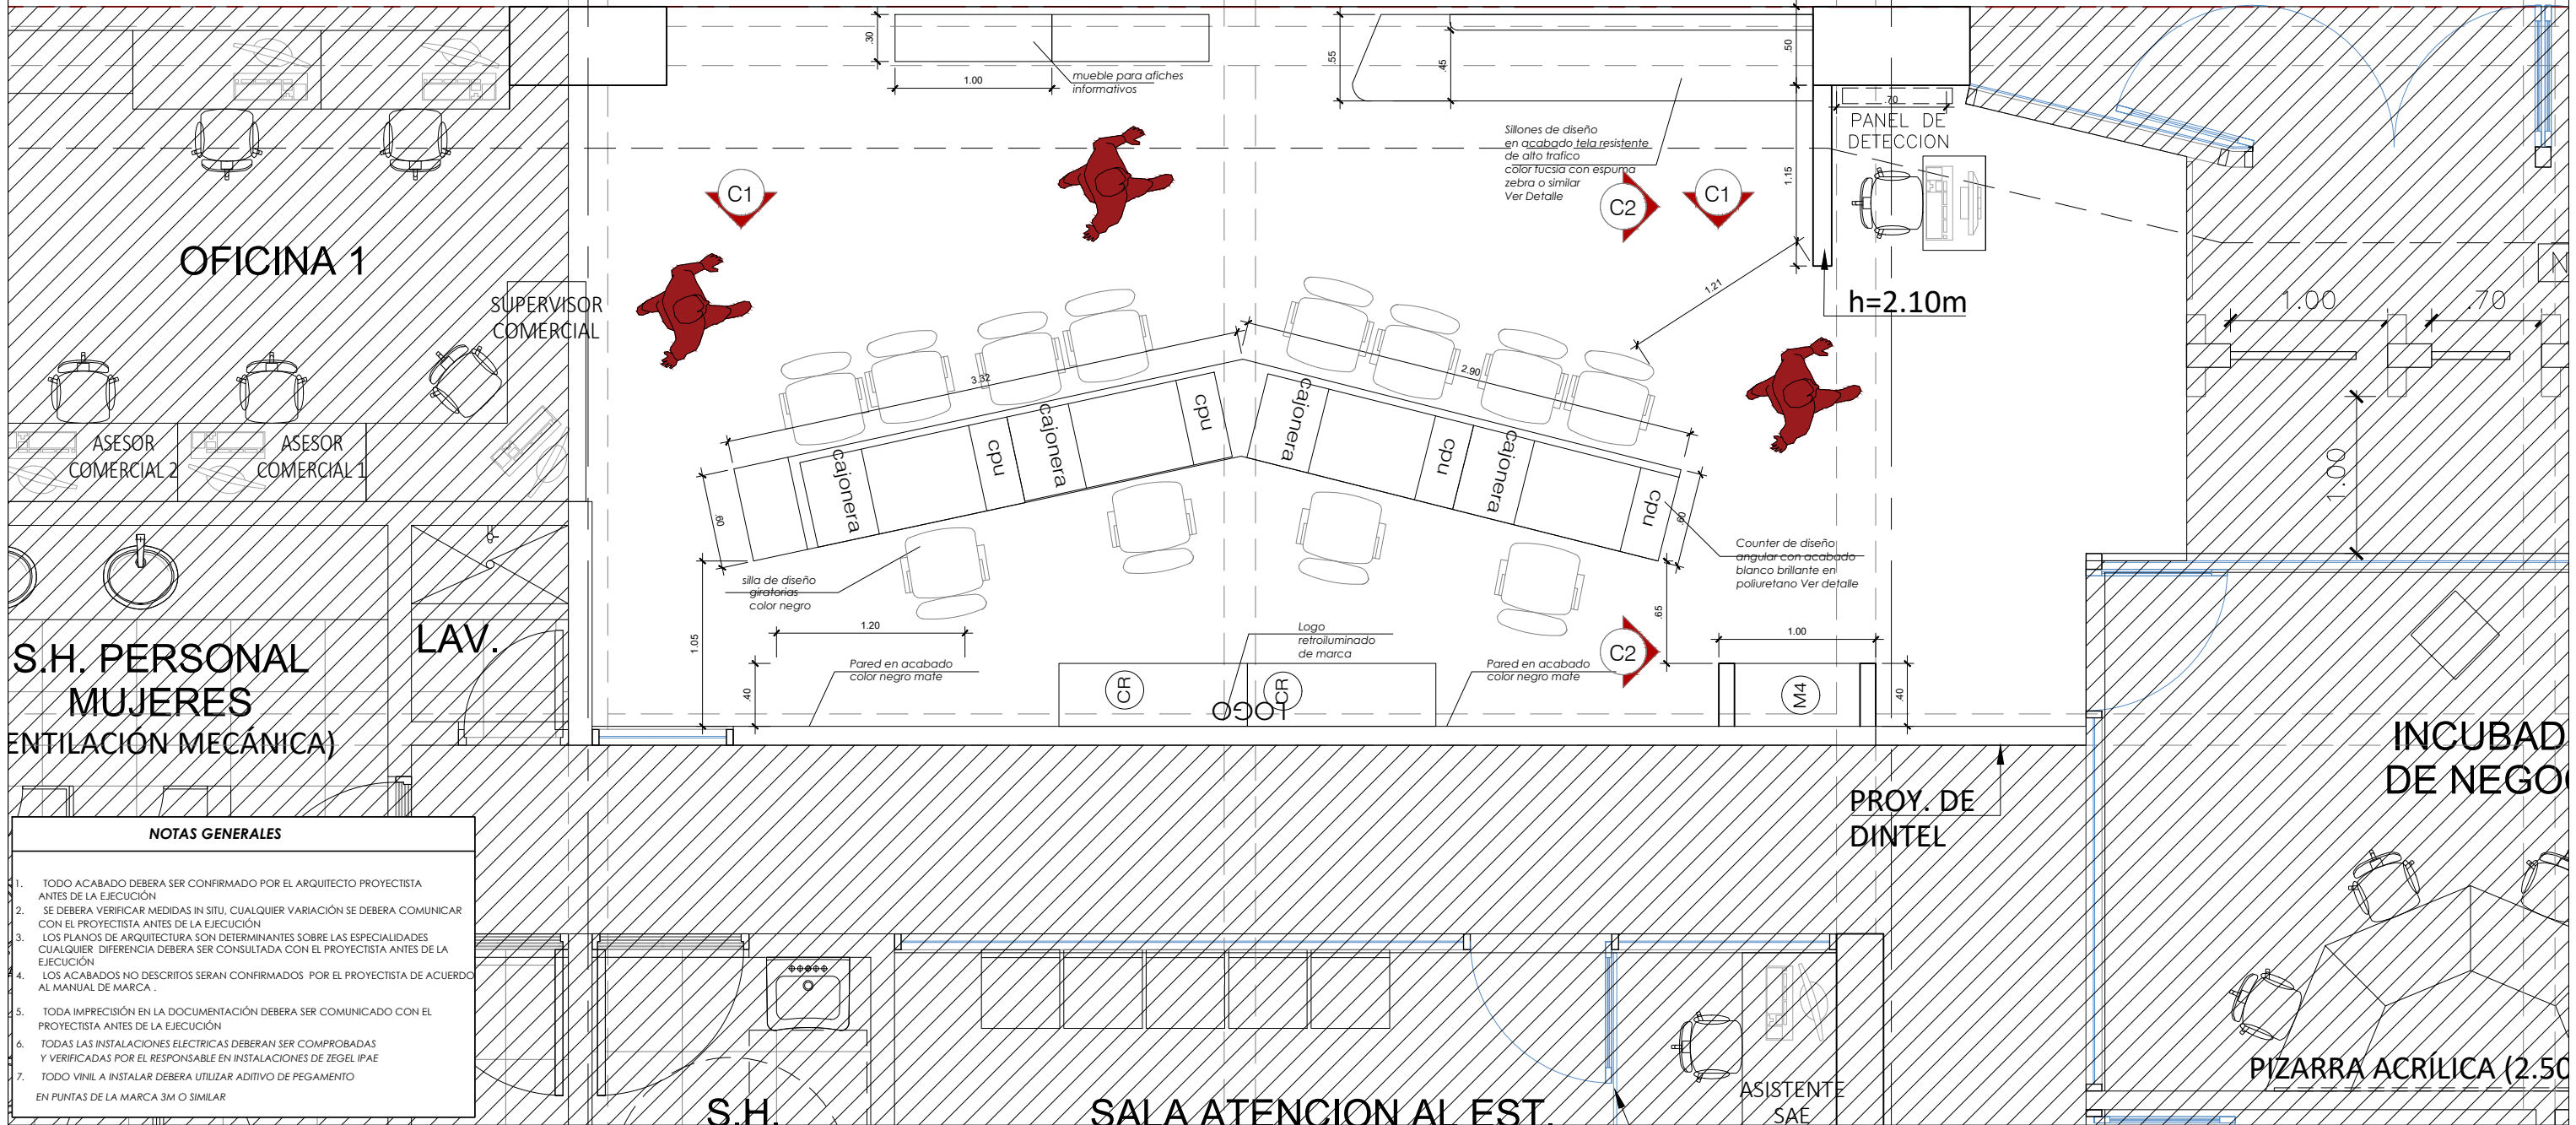 .30
1.00
mueble para afiches
informativos
.55
.45
.50
.70
PANEL DE
DETECCION
Sillones de diseño
en acabado tela resistente
de alto trafico
color fucsia con espuma
zebra o similar
Ver Detalle
1.15
C1
C2
C1
OFICINA 1
SUPERVISOR
COMERCIAL
1.21
h=2.10m
1.00
.70
3.32
2.90
ASESOR
COMERCIAL 2
ASESOR
COMERCIAL 1
cajonera
cpu
cajonera
cpu
cajonera
cpu
cajonera
cpu
1.00
.60
.60
silla de diseño
giratorias
color negro
Counter de diseño
angular con acabado
blanco brillante en
poliuretano Ver detalle
1.05
1.20
.65
1.00
Logo
retroiluminado
de marca
C2
LAV.
S.H. PERSONAL
MUJERES
ENTILACIÓN MECÁNICA)
Pared en acabado
color negro mate
Pared en acabado
color negro mate
.40
CR
CR
LOGO
M4
.40
INCUBAD
DE NEGO
PROY. DE
DINTEL
NOTAS GENERALES
1. TODO ACABADO DEBERA SER CONFIRMADO POR EL ARQUITECTO PROYECTISTA
ANTES DE LA EJECUCIÓN
2. SE DEBERA VERIFICAR MEDIDAS IN SITU, CUALQUIER VARIACIÓN SE DEBERA COMUNICAR
CON EL PROYECTISTA ANTES DE LA EJECUCIÓN
3. LOS PLANOS DE ARQUITECTURA SON DETERMINANTES SOBRE LAS ESPECIALIDADES
CUALQUIER DIFERENCIA DEBERA SER CONSULTADA CON EL PROYECTISTA ANTES DE LA
EJECUCIÓN
4. LOS ACABADOS NO DESCRITOS SERAN CONFIRMADOS POR EL PROYECTISTA DE ACUERDO
AL MANUAL DE MARCA .
5. TODA IMPRECISIÓN EN LA DOCUMENTACIÓN DEBERA SER COMUNICADO CON EL
PROYECTISTA ANTES DE LA EJECUCIÓN
6. TODAS LAS INSTALACIONES ELECTRICAS DEBERAN SER COMPROBADAS
Y VERIFICADAS POR EL RESPONSABLE EN INSTALACIONES DE ZEGEL IPAE
7. TODO VINIL A INSTALAR DEBERA UTILIZAR ADITIVO DE PEGAMENTO
EN PUNTAS DE LA MARCA 3M O SIMILAR
S.H.
SALA ATENCION AL EST.
ASISTENTE
SAE
PIZARRA ACRÍLICA (2.50